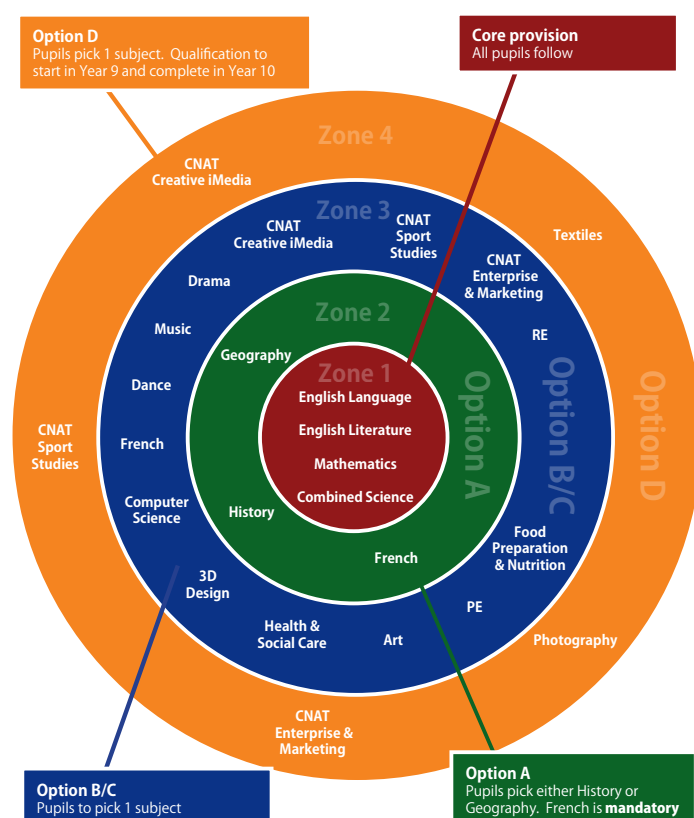 Option D
Pupils pick 1 subject. Qualification to
start in Year 9 and complete in Year 10
Core provision
All pupils follow
Zone 4
CNAT
Creative iMedia
Zone 3
CNAT
Creative iMedia
CNAT
Sport
Studies
Textiles
CNAT
Enterprise
& Marketing
Drama
Zone 2
Music
RE
Geography
Zone 1
Dance
English Language
Option A
Option B/C
Option D
CNAT
Sport
Studies
French
English Literature
Mathematics
Combined Science
Computer
Science
History
Food
Preparation
& Nutrition
French
3D
Design
PE
Health &
Social Care
Art
Photography
CNAT
Enterprise &
Marketing
Option B/C
Pupils to pick 1 subject
Option A
Pupils pick either History or
Geography. French is mandatory